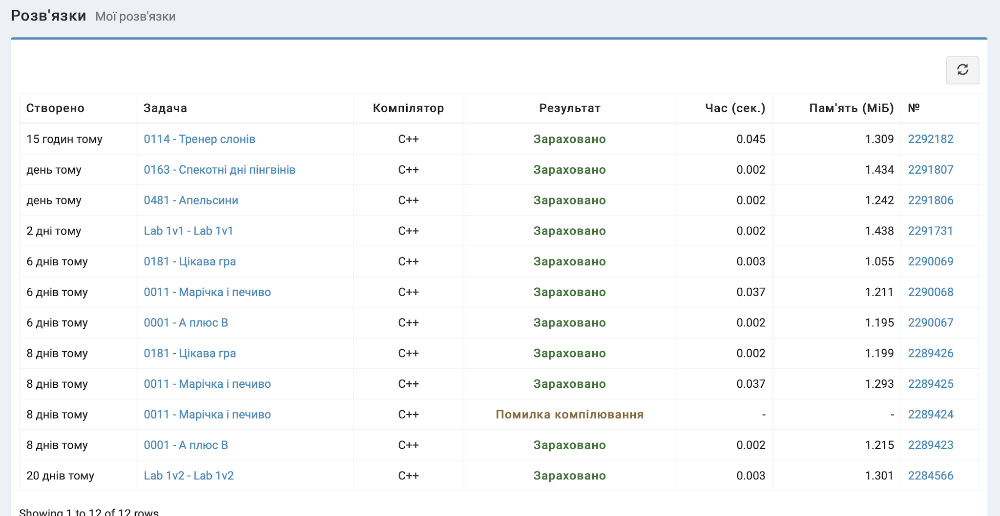 Розв'язки Мої розв'язки
Створено Задача Компілятор Результат Час (сек.) Пам'ять (МіБ) №
15 годин тому 0114 - Тренер слонів C++ Зараховано 0.045 1.309 2292182
день тому 0163 - Спекотні дні пінгвінів C++ Зараховано 0.002 1.434 2291807
день тому 0481 - Апельсини C++ Зараховано 0.002 1.242 2291806
2 дні тому Lab 1v1 - Lab 1v1 C++ Зараховано 0.002 1.438 2291731
6 днів тому 0181 - Цікава гра C++ Зараховано 0.003 1.055 2290069
6 днів тому 0011 - Марічка і печиво C++ Зараховано 0.037 1.211 2290068
6 днів тому 0001 - А плюс В C++ Зараховано 0.002 1.195 2290067
8 днів тому 0181 - Цікава гра C++ Зараховано 0.002 1.199 2289426
8 днів тому 0011 - Марічка і печиво C++ Зараховано 0.037 1.293 2289425
8 днів тому 0011 - Марічка і печиво C++ Помилка компілювання - - 2289424
8 днів тому 0001 - А плюс В C++ Зараховано 0.002 1.215 2289423
20 днів тому Lab 1v2 - Lab 1v2 C++ Зараховано 0.003 1.301 2284566
Showing 1 to 12 of 12 rows